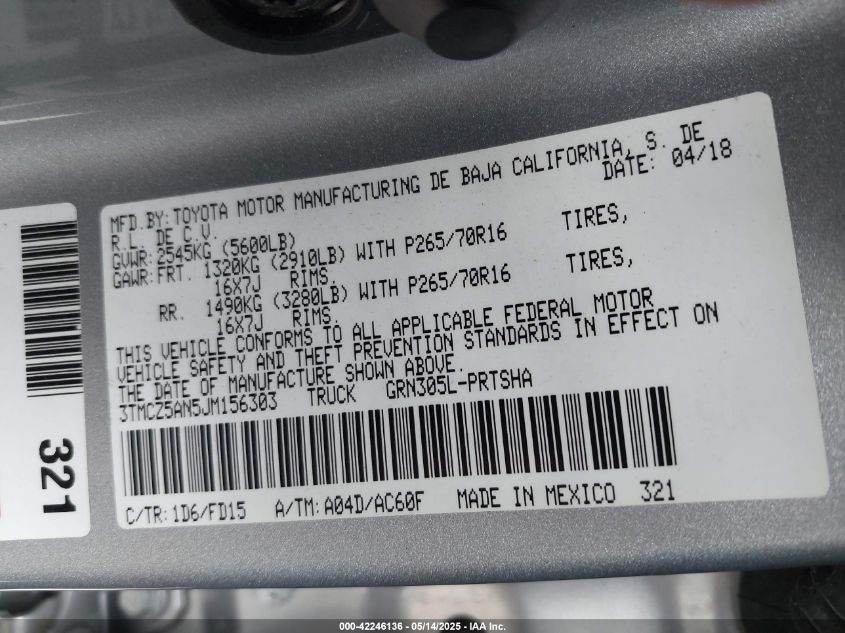 MFD.BY:TOYOTA MOTOR MANUFACTURING DE BAJA CALIFORNIA, S. DE
R.L. DE C.V. DATE: 04/18
GVWR:2545KG (5600LB)
GAWR:FRT. 1320KG (2910LB) WITH P265/70R16 TIRES,
16X7J RIMS.
RR. 1490KG (3280LB) WITH P265/70R16 TIRES,
16X7J RIMS.
THIS VEHICLE CONFORMS TO ALL APPLICABLE FEDERAL MOTOR
VEHICLE SAFETY AND THEFT PREVENTION STANDARDS IN EFFECT ON
THE DATE OF MANUFACTURE SHOWN ABOVE.
3TMCZ5AN5JM156303 TRUCK GRN305L-PRTSHA
C/TR:1D6/FD15 A/TM:A04D/AC60F MADE IN MEXICO 321
321
000-42246136 - 05/14/2025 - IAA Inc.